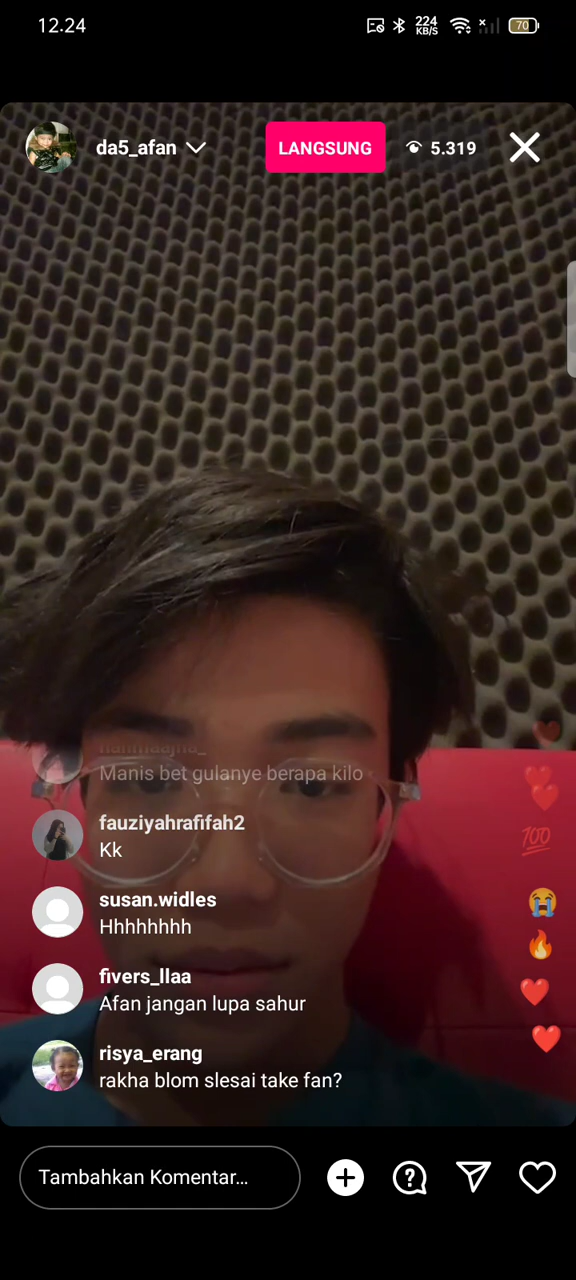 12.24
224
KB/S
70
da5_afan
LANGSUNG
5.319
Manis bet gulanye berapa kilo
fauziyahrafifah2
Kk
susan.widles
Hhhhhhhh
fivers_llaa
Afan jangan lupa sahur
risya_erang
rakha blom slesai take fan?
100
Tambahkan Komentar...